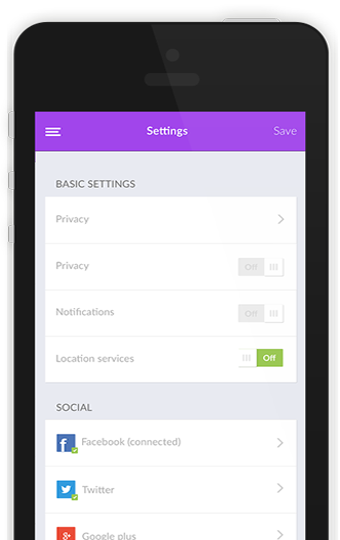 Settings
Save
BASIC SETTINGS
Privacy
Privacy
Off
Notifications
Off
Location services
Off
SOCIAL
f
Facebook (connected)
Twitter
g+
Google plus